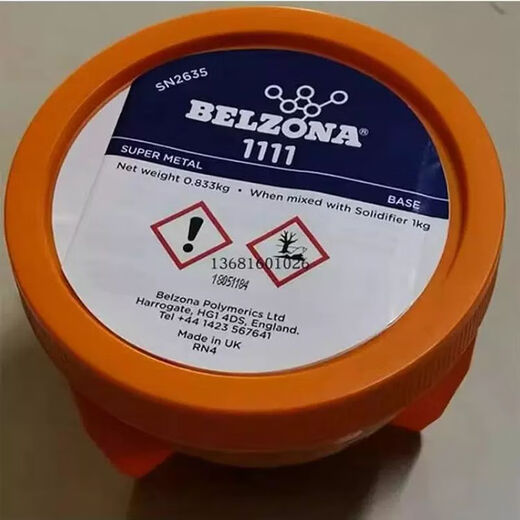 SN2635
BELZONA®
1111
SUPER METAL BASE
Net weight 0.833kg • When mixed with Solidifier 1kg
13681601026
18051184
Belzona Polymerics Ltd
Harrogate, HG1 4DS, England.
Tel +44 1423 567641
Made in UK
RN4